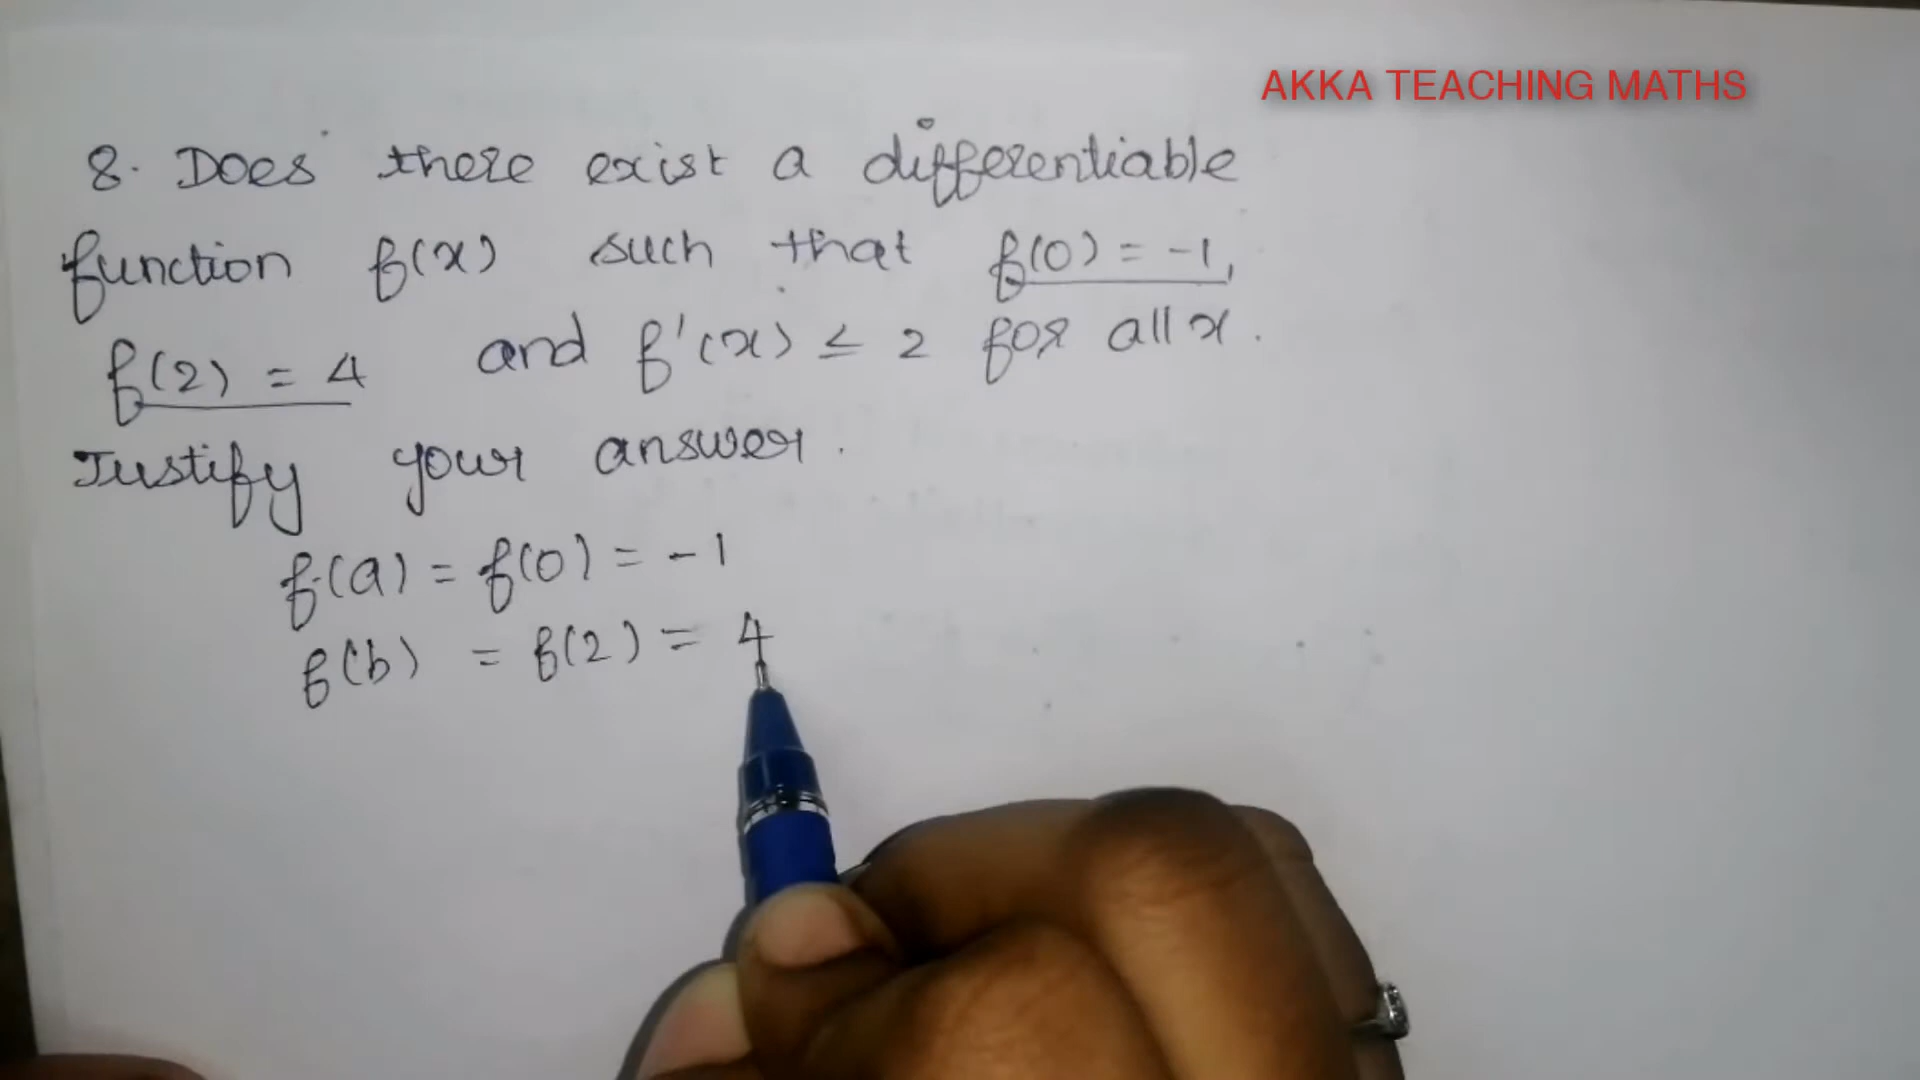 AKKA TEACHING MATHS
8. Does there exist a differentiable
function f(x) such that f(0) = -1,
f(2) = 4 and f'(x) ≤ 2 for all x.
Justify your answer.
f(a) = f(0) = -1
f(b) = f(2) = 4